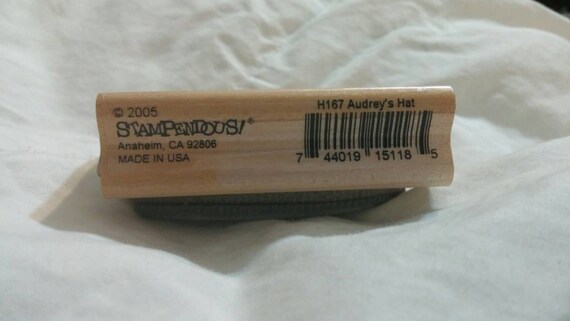 © 2005
STAMPENDOUS!®
Anaheim, CA 92806
MADE IN USA
H167 Audrey's Hat
7 44019 15118 5